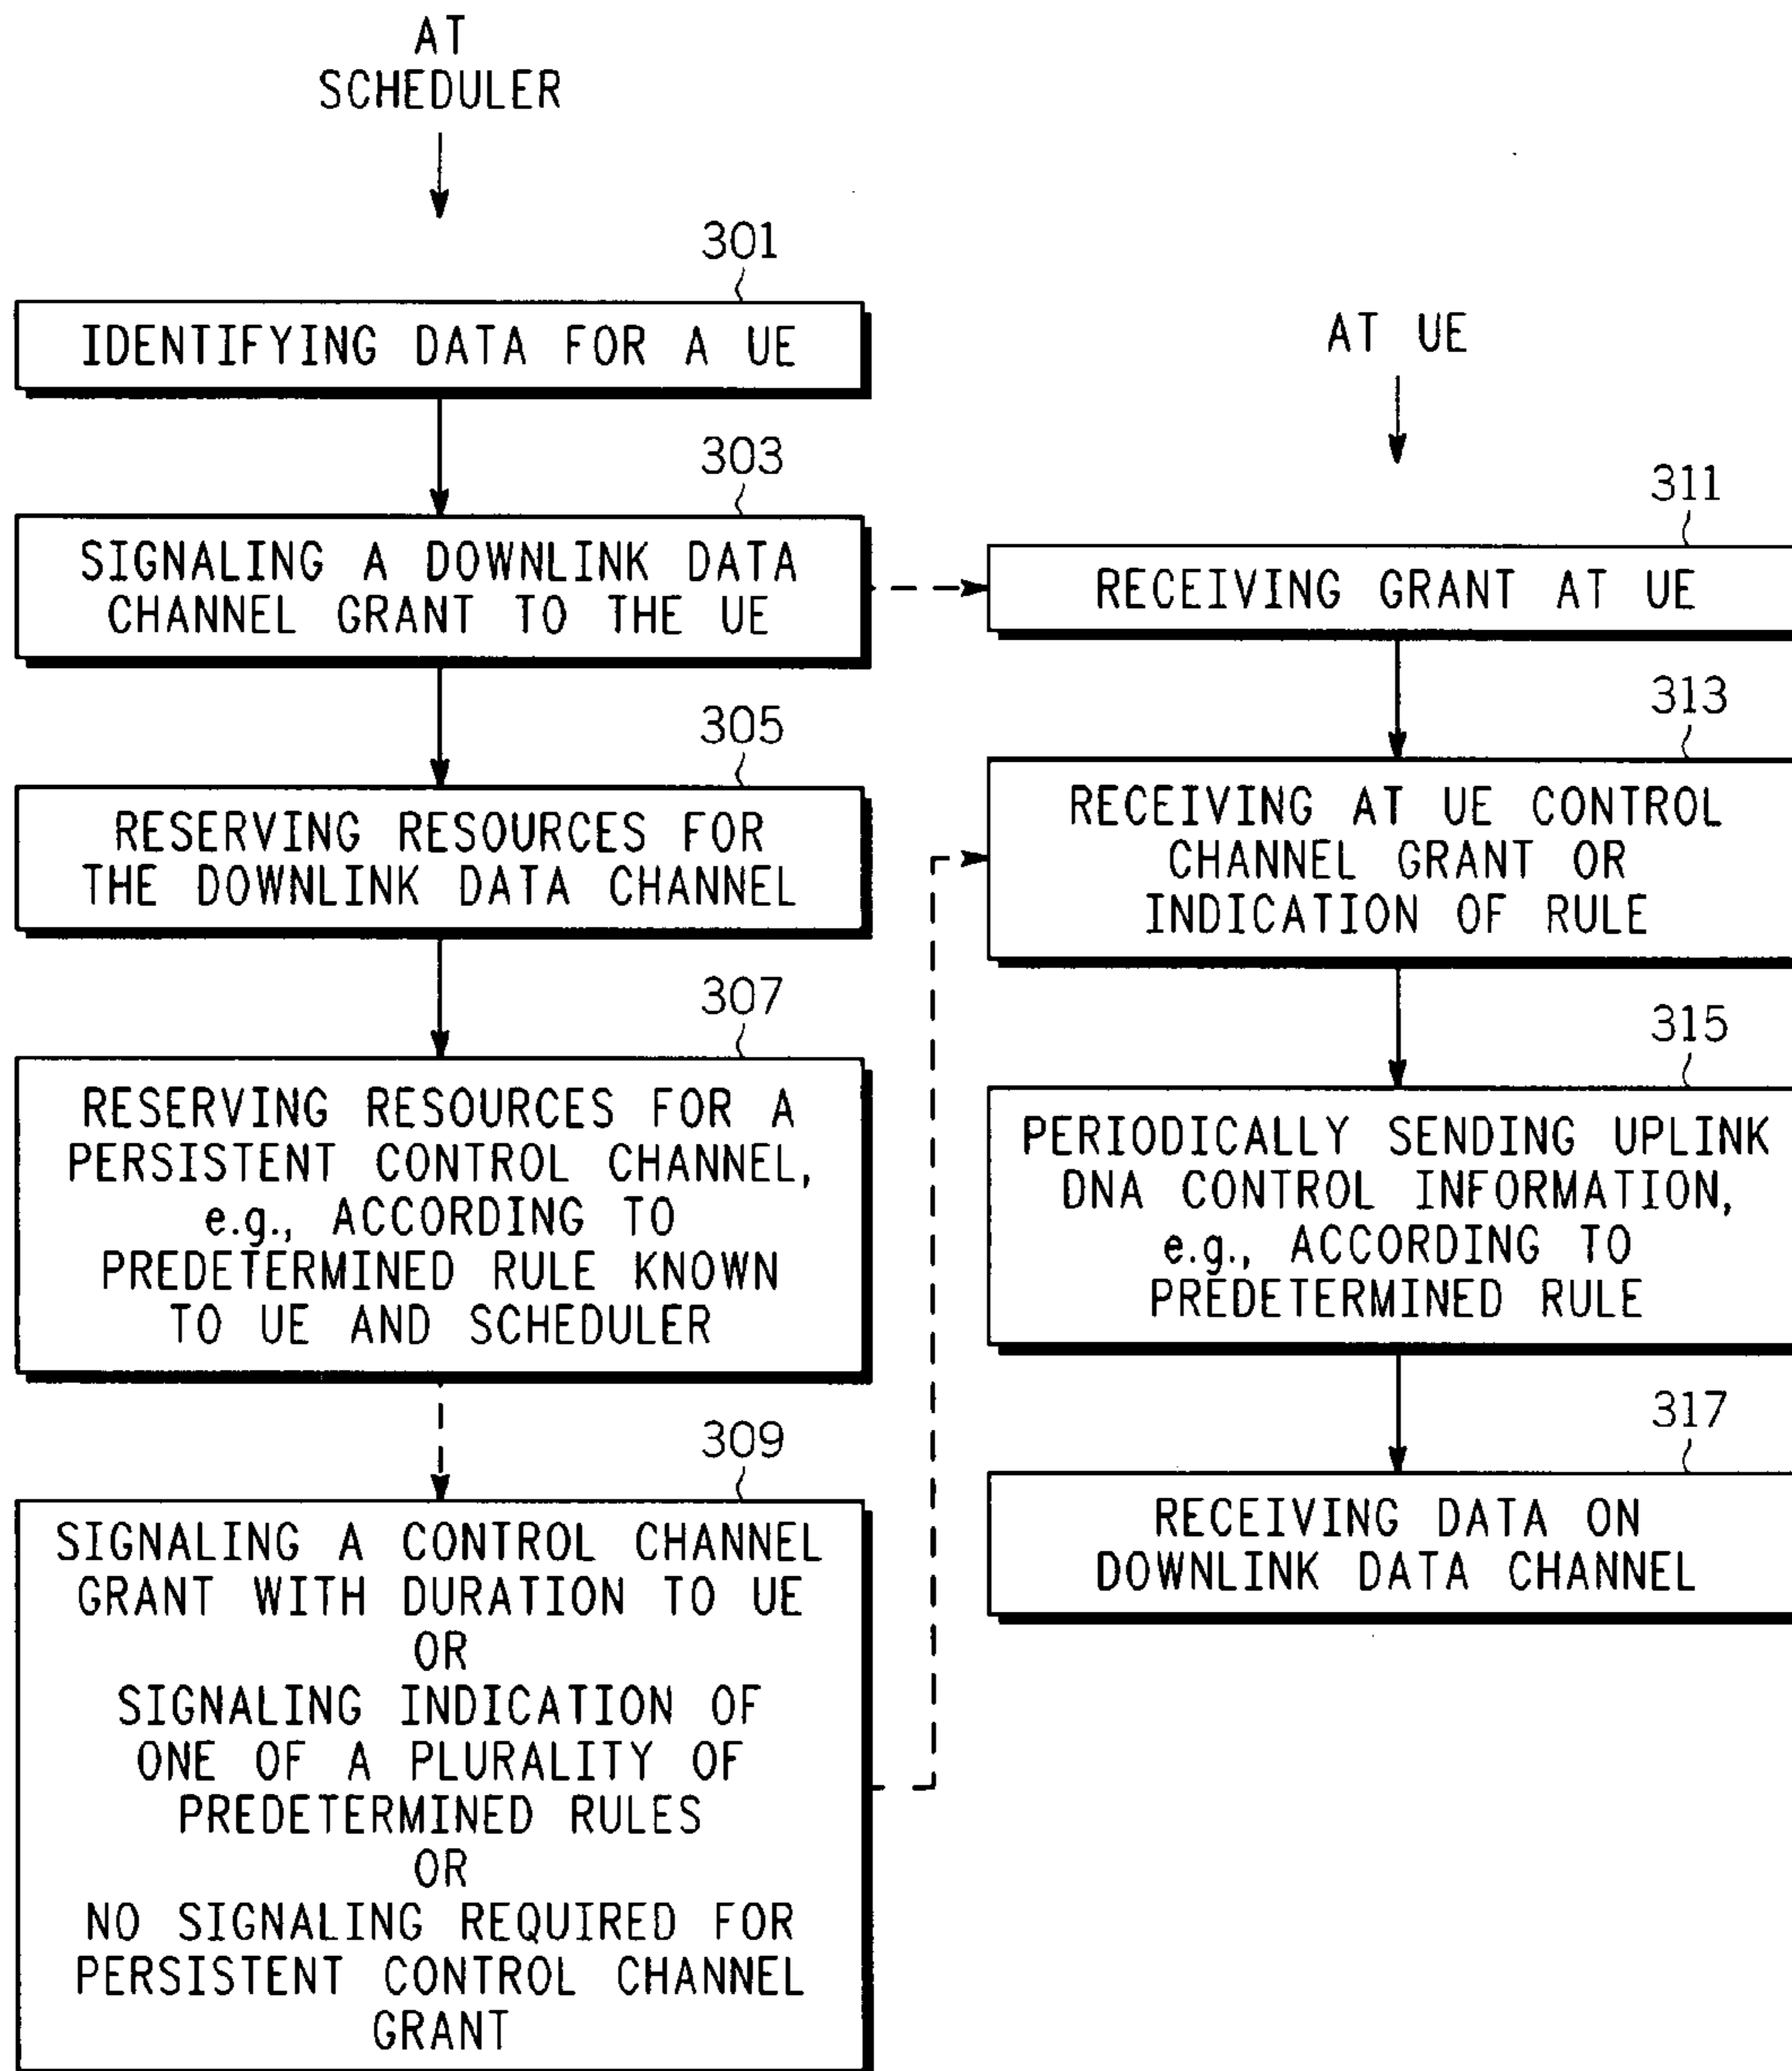 AT
SCHEDULER
301
IDENTIFYING DATA FOR A UE
303
SIGNALING A DOWNLINK DATA
CHANNEL GRANT TO THE UE
305
RESERVING RESOURCES FOR
THE DOWNLINK DATA CHANNEL
307
RESERVING RESOURCES FOR A
PERSISTENT CONTROL CHANNEL,
e.g., ACCORDING TO
PREDETERMINED RULE KNOWN
TO UE AND SCHEDULER
309
SIGNALING A CONTROL CHANNEL
GRANT WITH DURATION TO UE
OR
SIGNALING INDICATION OF
ONE OF A PLURALITY OF
PREDETERMINED RULES
OR
NO SIGNALING REQUIRED FOR
PERSISTENT CONTROL CHANNEL
GRANT
AT UE
311
RECEIVING GRANT AT UE
313
RECEIVING AT UE CONTROL
CHANNEL GRANT OR
INDICATION OF RULE
315
PERIODICALLY SENDING UPLINK
DNA CONTROL INFORMATION,
e.g., ACCORDING TO
PREDETERMINED RULE
317
RECEIVING DATA ON
DOWNLINK DATA CHANNEL